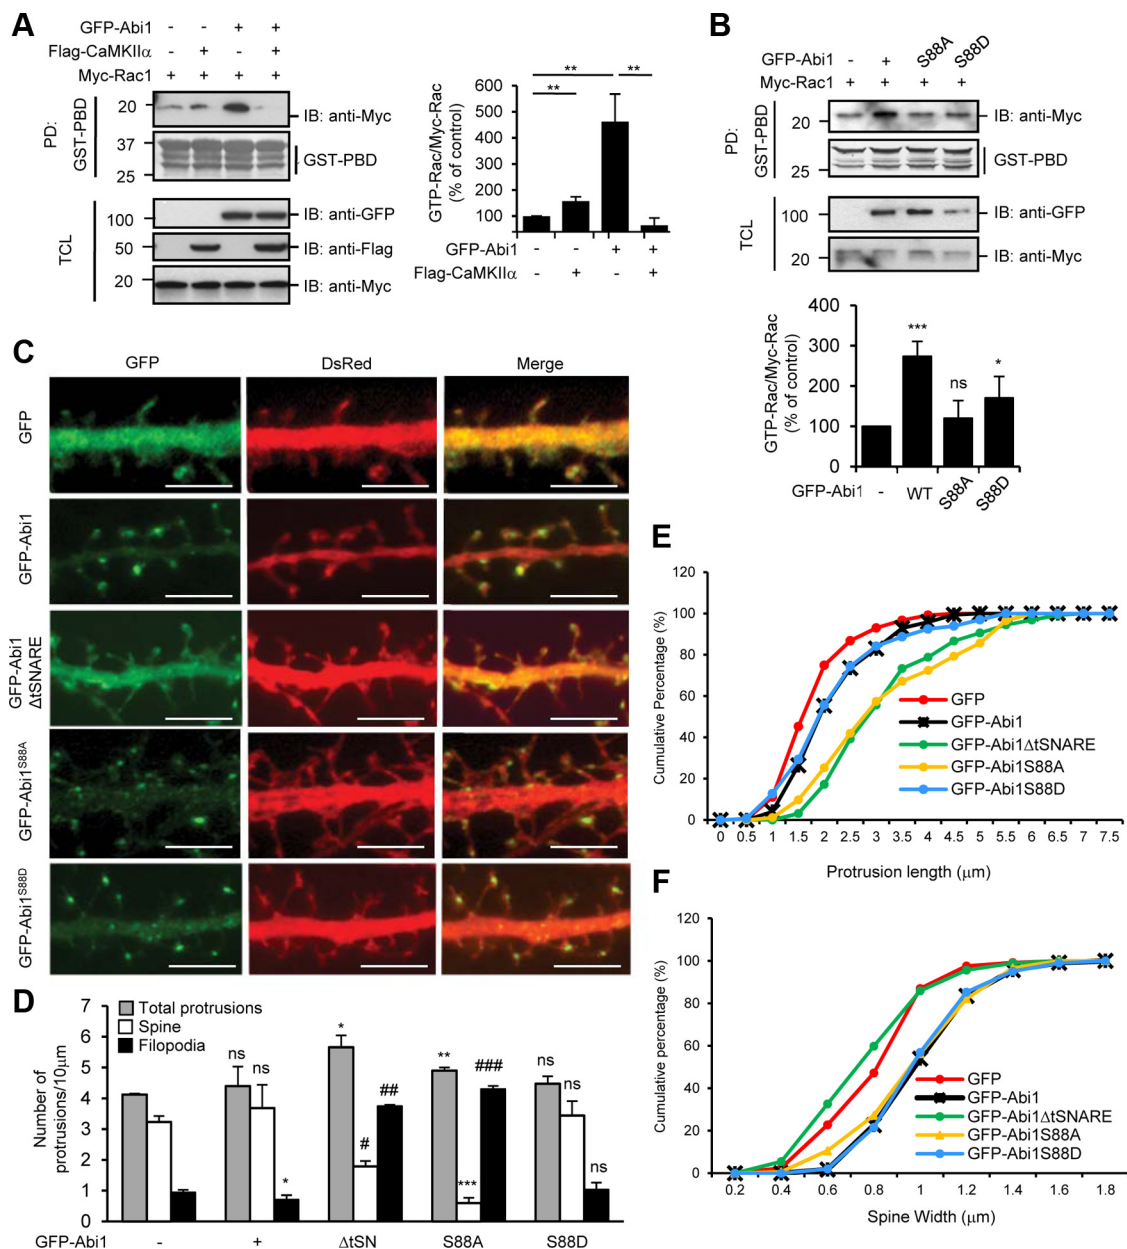 A
GFP-Abi1 - - + +
Flag-CaMKIIα - + - +
Myc-Rac1 + + + +
PD:
GST-PBD
20
IB: anti-Myc
37
25
GST-PBD
TCL
100
IB: anti-GFP
50
IB: anti-Flag
20
IB: anti-Myc
GTP-Rac/Myc-Rac
(% of control)
600
500
400
300
200
100
** **
**
GFP-Abi1 - - + +
Flag-CaMKIIα - + - +
B
GFP-Abi1 - + S88A S88D
Myc-Rac1 + + + +
PD:
GST-PBD
20
IB: anti-Myc
25
GST-PBD
TCL
100
IB: anti-GFP
20
IB: anti-Myc
GTP-Rac/Myc-Rac
(% of control)
400
300
200
100
0
***
ns
*
GFP-Abi1 - WT S88A S88D
C
GFP DsRed Merge
GFP
GFP-Abi1
GFP-Abi1
ΔtSNARE
GFP-Abi1S88A
GFP-Abi1S88D
D
Number of
protrusions/10μm
7
6
5
4
3
2
1
0
Total protrusions
Spine
Filopodia
ns ns *
* # ##
** *** ###
ns ns ns
GFP-Abi1 - + ΔtSN S88A S88D
E
Cumulative Percentage (%)
120
100
80
60
40
20
0
GFP
GFP-Abi1
GFP-Abi1ΔtSNARE
GFP-Abi1S88A
GFP-Abi1S88D
0 0.5 1 1.5 2 2.5 3 3.5 4 4.5 5 5.5 6 6.5 7 7.5
Protrusion length (μm)
F
Cumulative percentage (%)
120
100
80
60
40
20
0
GFP
GFP-Abi1
GFP-Abi1ΔtSNARE
GFP-Abi1S88A
GFP-Abi1S88D
0.2 0.4 0.6 0.8 1 1.2 1.4 1.6 1.8
Spine Width (μm)